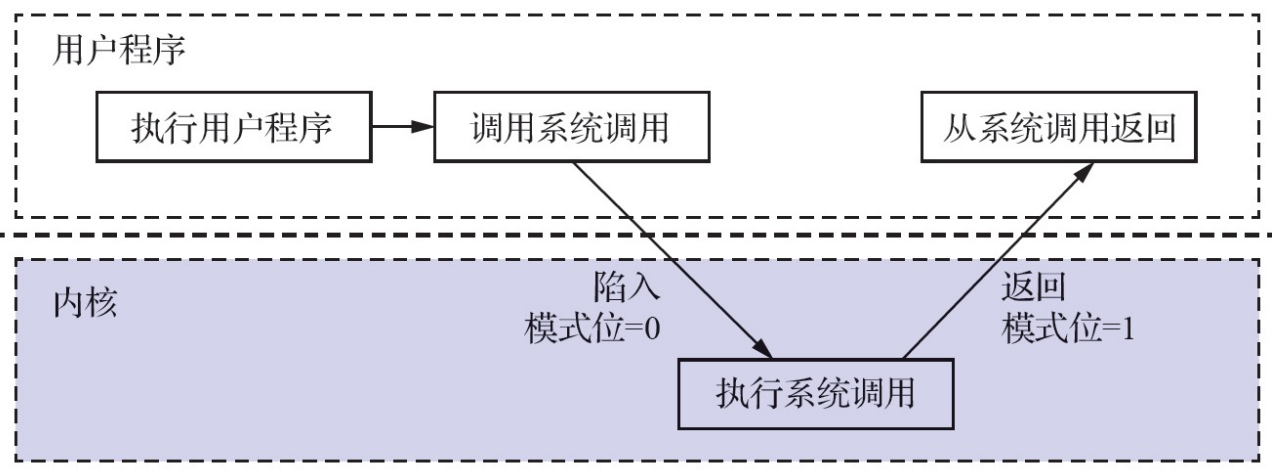 用户程序
执行用户程序
调用系统调用
从系统调用返回
内核
陷入
模式位=0
返回
模式位=1
执行系统调用